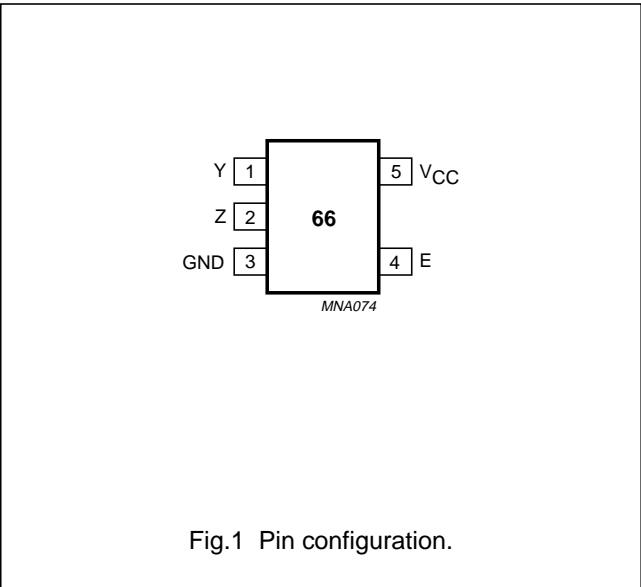 Y 1 5 VCC
Z 2 66
GND 3 4 E
MNA074
Fig.1 Pin configuration.